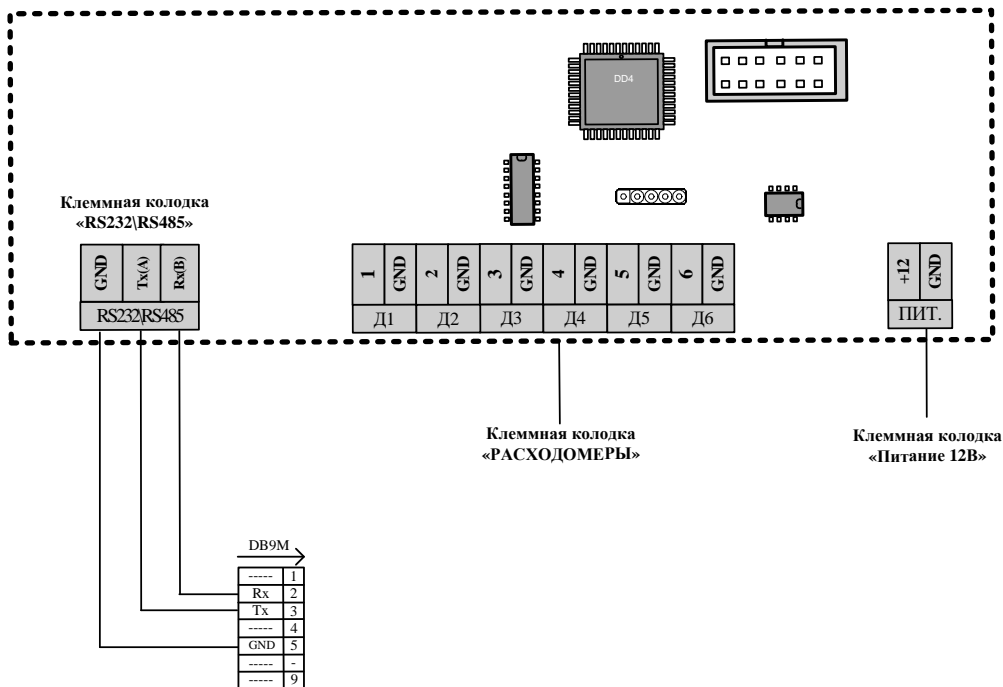 DD4
Клеммная колодка
«RS232\RS485»
GND
Tx(A)
Rx(B)
RS232\RS485
1
GND
2
GND
3
GND
4
GND
5
GND
6
GND
Д1
Д2
Д3
Д4
Д5
Д6
+12
GND
ПИТ.
Клеммная колодка
«РАСХОДОМЕРЫ»
Клеммная колодка
«Питание 12В»
DB9M
----- 1
Rx 2
Tx 3
----- 4
GND 5
----- -
----- 9